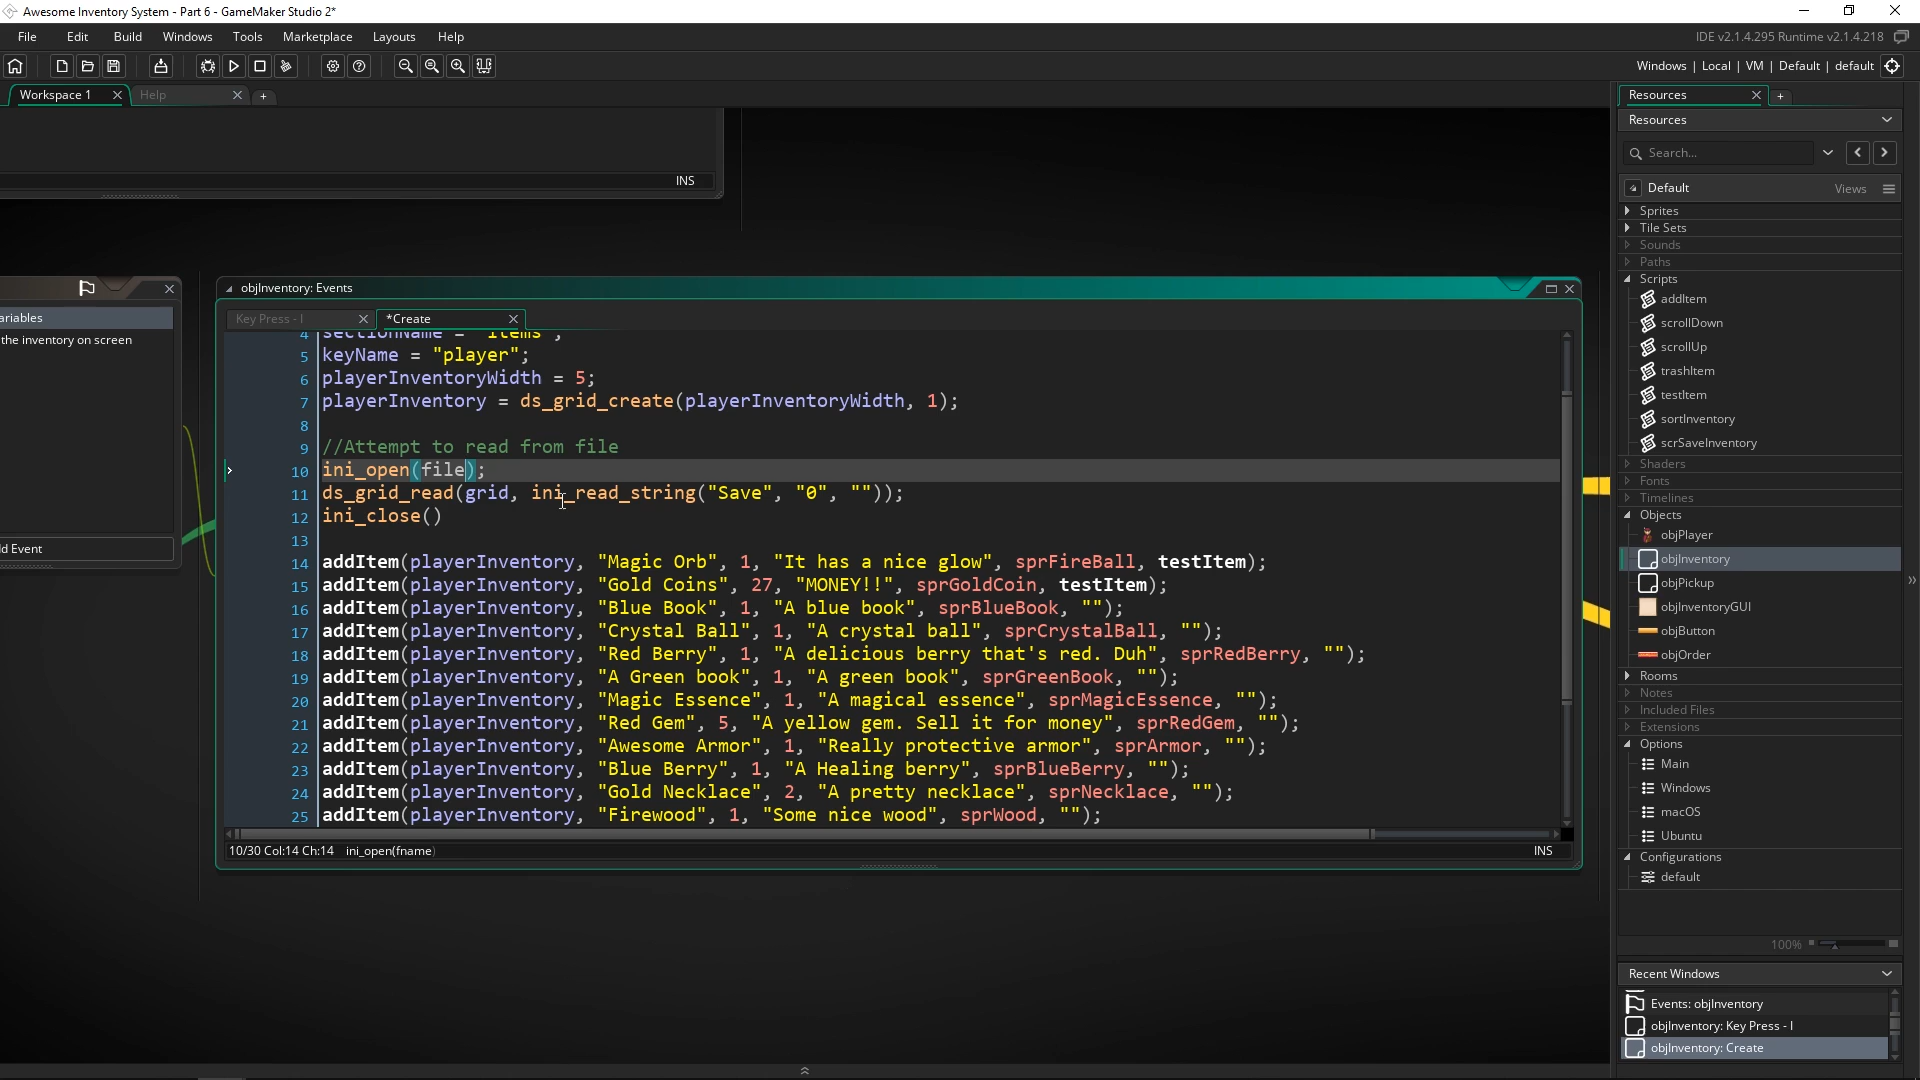 Awesome Inventory System - Part 6 - GameMaker Studio 2*
File Edit Build Windows Tools Marketplace Layouts Help
IDE v2.1.4.295 Runtime v2.1.4.218
Windows | Local | VM | Default | default
Workspace 1
Help
INS
ariables
the inventory on screen
d Event
objInventory: Events
Key Press - I
*Create
4 sectionName = "items";
5 keyName = "player";
6 playerInventoryWidth = 5;
7 playerInventory = ds_grid_create(playerInventoryWidth, 1);
8
9 //Attempt to read from file
10 ini_open(file);
11 ds_grid_read(grid, ini_read_string("Save", "0", ""));
12 ini_close()
13
14 addItem(playerInventory, "Magic Orb", 1, "It has a nice glow", sprFireBall, testItem);
15 addItem(playerInventory, "Gold Coins", 27, "MONEY!!", sprGoldCoin, testItem);
16 addItem(playerInventory, "Blue Book", 1, "A blue book", sprBlueBook, "");
17 addItem(playerInventory, "Crystal Ball", 1, "A crystal ball", sprCrystalBall, "");
18 addItem(playerInventory, "Red Berry", 1, "A delicious berry that's red. Duh", sprRedBerry, "");
19 addItem(playerInventory, "A Green book", 1, "A green book", sprGreenBook, "");
20 addItem(playerInventory, "Magic Essence", 1, "A magical essence", sprMagicEssence, "");
21 addItem(playerInventory, "Red Gem", 5, "A yellow gem. Sell it for money", sprRedGem, "");
22 addItem(playerInventory, "Awesome Armor", 1, "Really protective armor", sprArmor, "");
23 addItem(playerInventory, "Blue Berry", 1, "A Healing berry", sprBlueBerry, "");
24 addItem(playerInventory, "Gold Necklace", 2, "A pretty necklace", sprNecklace, "");
25 addItem(playerInventory, "Firewood", 1, "Some nice wood", sprWood, "");
10/30 Col:14 Ch:14 ini_open(fname)
INS
Resources
Resources
Search...
Default
Views
Sprites
Tile Sets
Sounds
Paths
Scripts
addItem
scrollDown
scrollUp
trashItem
testItem
sortInventory
scrSaveInventory
Shaders
Fonts
Timelines
Objects
objPlayer
objInventory
objPickup
objInventoryGUI
objButton
objOrder
Rooms
Notes
Included Files
Extensions
Options
Main
Windows
macOS
Ubuntu
Configurations
default
100%
Recent Windows
Events: objInventory
objInventory: Key Press - I
objInventory: Create